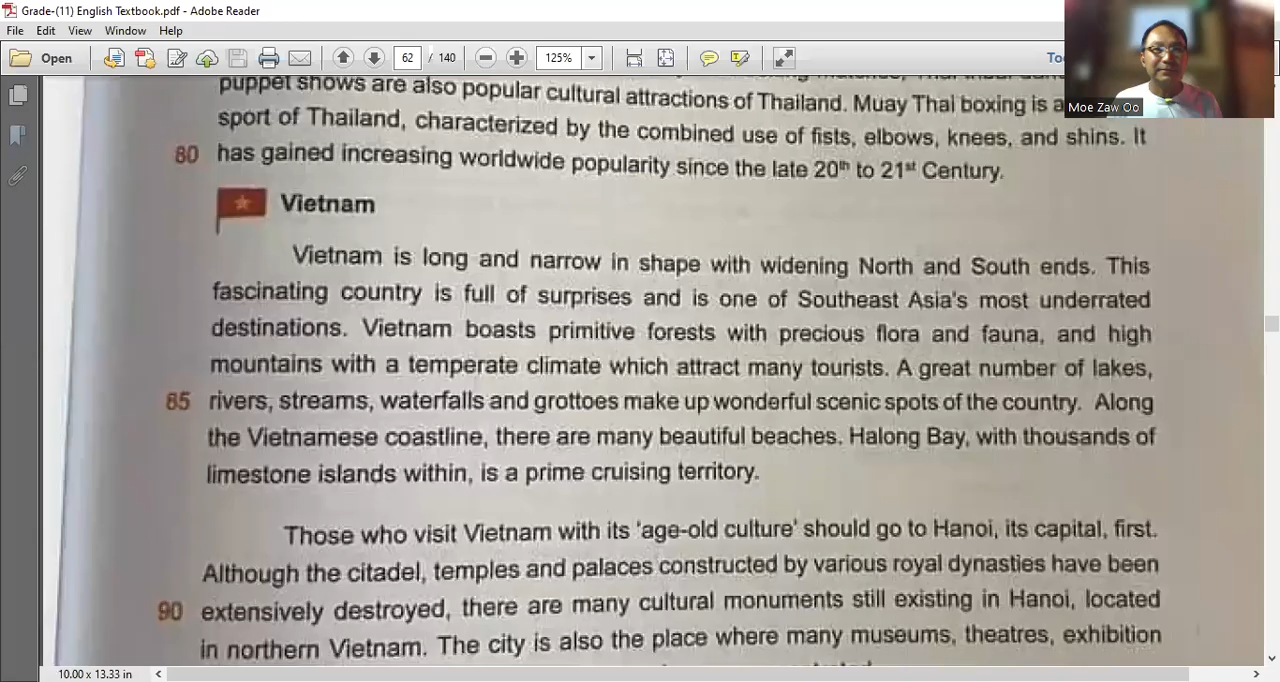 Grade-(11) English Textbook.pdf - Adobe Reader
File Edit View Window Help
Open 62 / 140 125%
Moe Zaw Oo
puppet shows are also popular cultural attractions of Thailand. Muay Thai boxing is a
sport of Thailand, characterized by the combined use of fists, elbows, knees, and shins. It
80 has gained increasing worldwide popularity since the late 20th to 21st Century.
Vietnam
Vietnam is long and narrow in shape with widening North and South ends. This
fascinating country is full of surprises and is one of Southeast Asia's most underrated
destinations. Vietnam boasts primitive forests with precious flora and fauna, and high
mountains with a temperate climate which attract many tourists. A great number of lakes,
85 rivers, streams, waterfalls and grottoes make up wonderful scenic spots of the country. Along
the Vietnamese coastline, there are many beautiful beaches. Halong Bay, with thousands of
limestone islands within, is a prime cruising territory.
Those who visit Vietnam with its 'age-old culture' should go to Hanoi, its capital, first.
Although the citadel, temples and palaces constructed by various royal dynasties have been
90 extensively destroyed, there are many cultural monuments still existing in Hanoi, located
in northern Vietnam. The city is also the place where many museums, theatres, exhibition
10.00 x 13.33 in